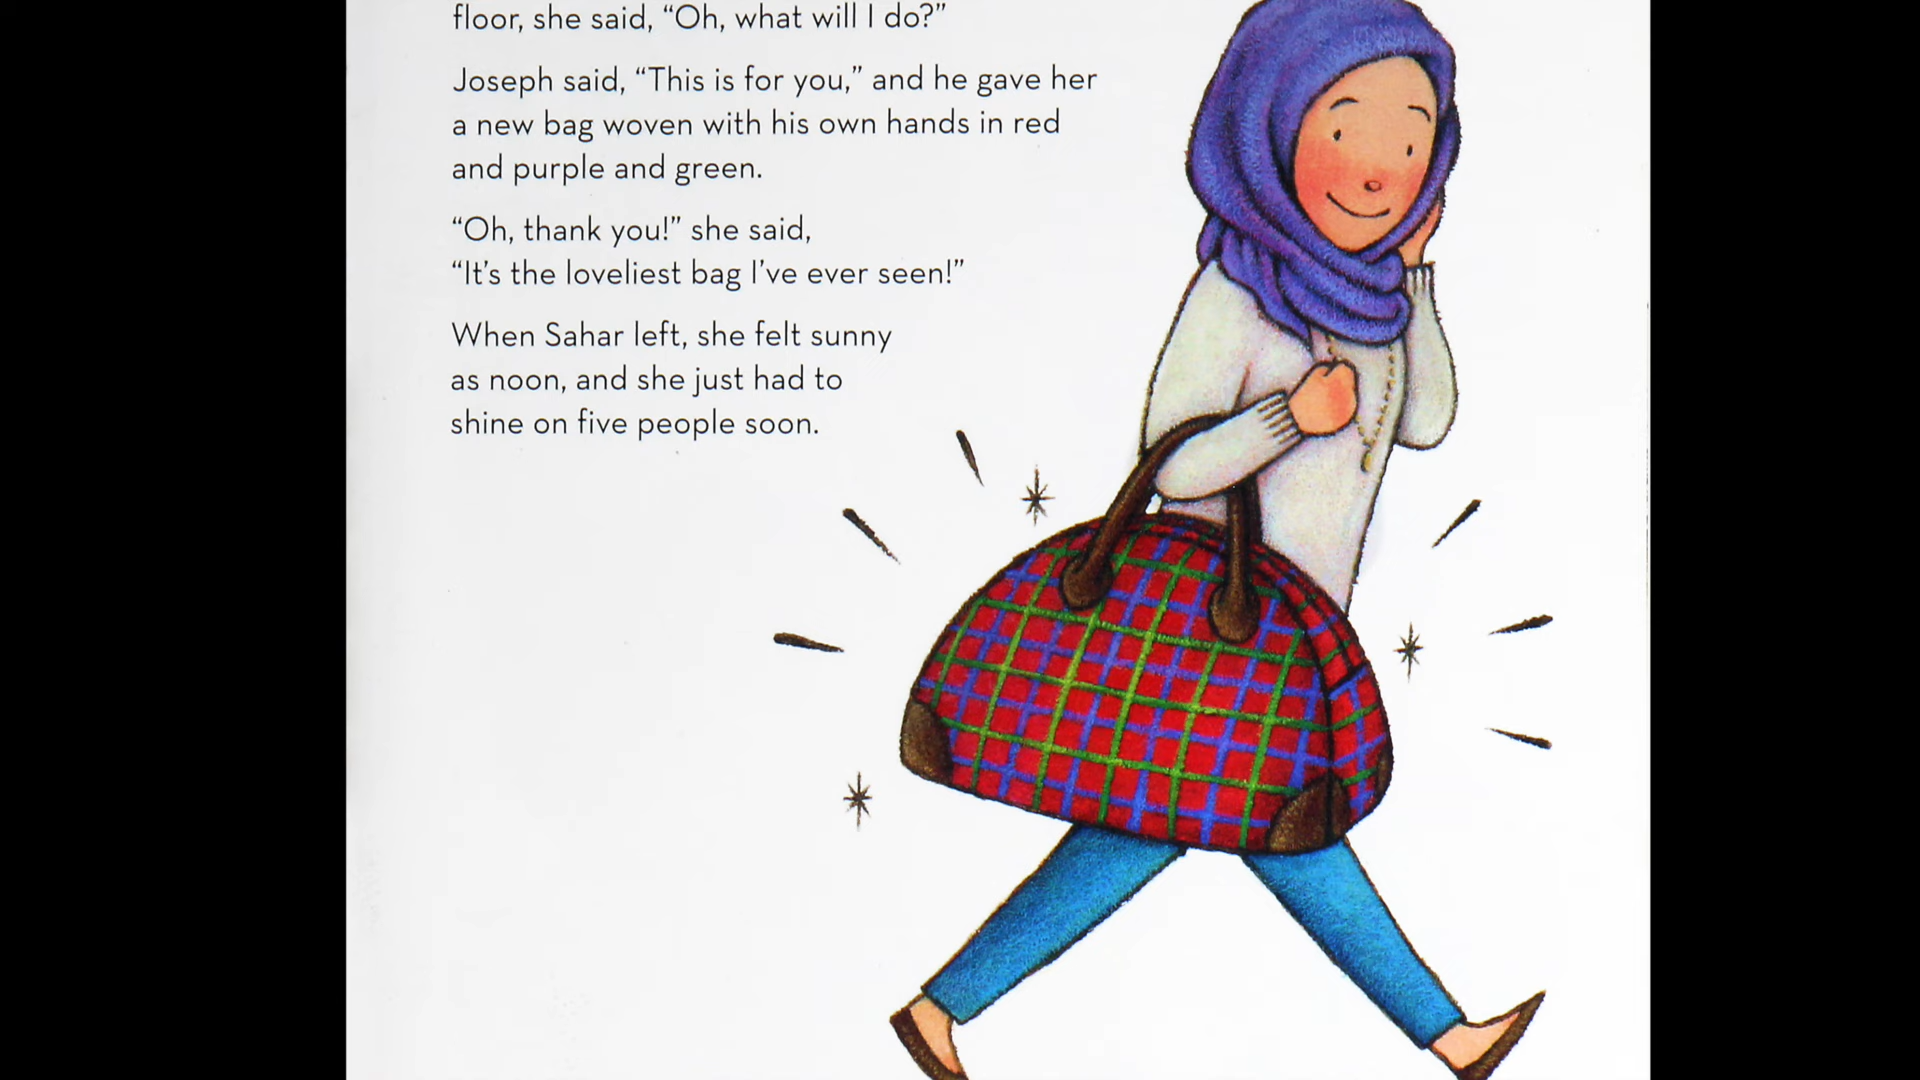 floor, she said, “Oh, what will I do?”
Joseph said, “This is for you,” and he gave her
a new bag woven with his own hands in red
and purple and green.
“Oh, thank you!” she said,
“It’s the loveliest bag I’ve ever seen!”
When Sahar left, she felt sunny
as noon, and she just had to
shine on five people soon.